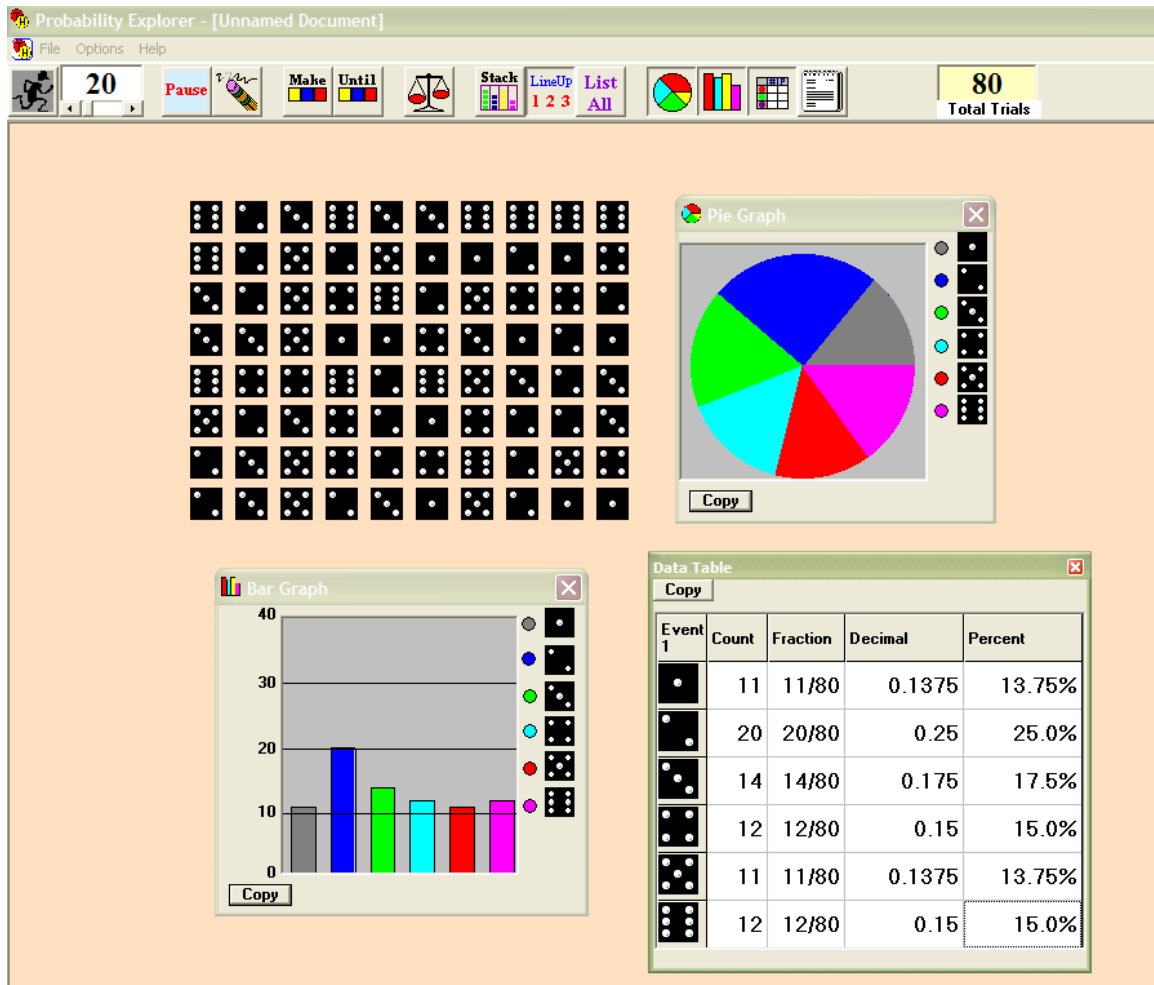 Probability Explorer - [Unnamed Document]
File Options Help
20
Pause
Make
Until
Stack
LineUp
1 2 3
List
All
80
Total Trials
Pie Graph
Copy
Bar Graph
40
30
20
10
0
Copy
Data Table
Copy
Event 1 Count Fraction Decimal Percent
11 11/80 0.1375 13.75%
20 20/80 0.25 25.0%
14 14/80 0.175 17.5%
12 12/80 0.15 15.0%
11 11/80 0.1375 13.75%
12 12/80 0.15 15.0%